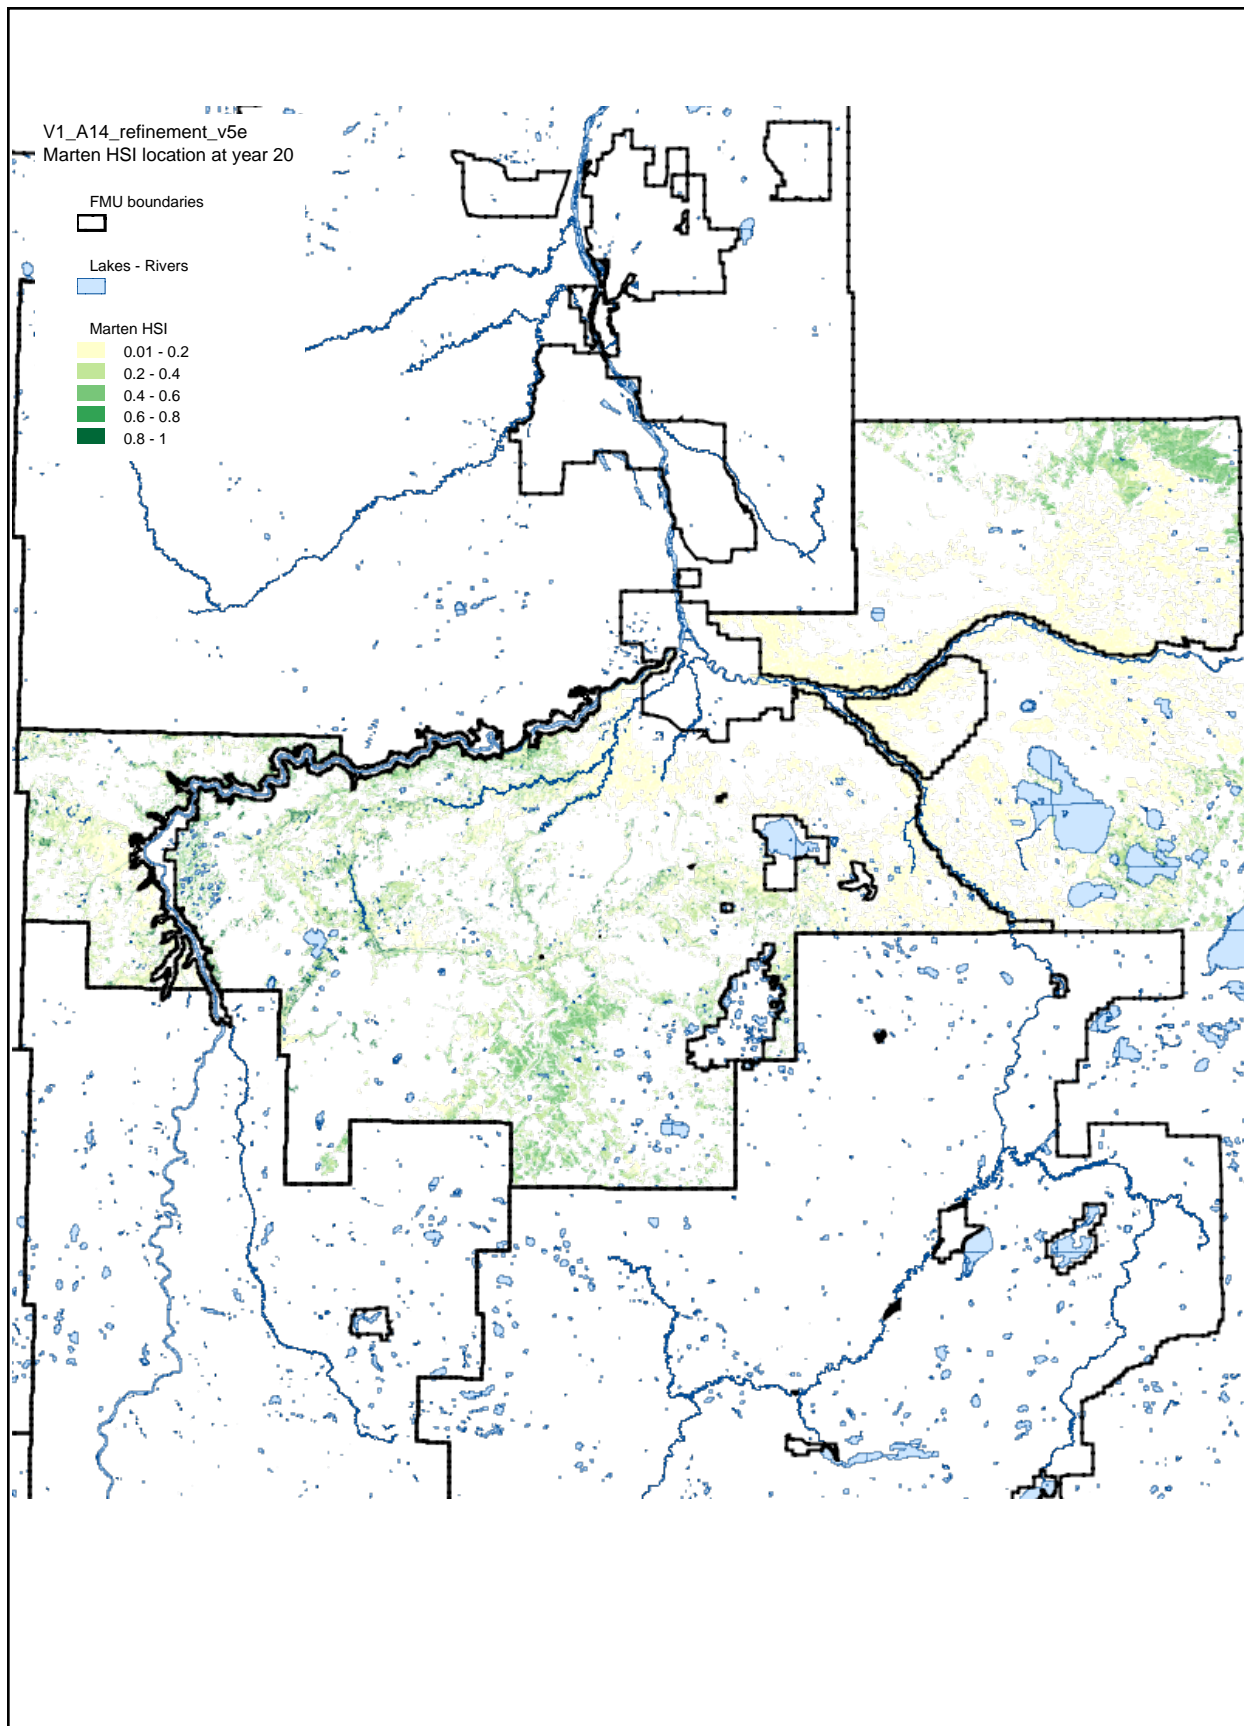 V1_A14_refinement_v5e
Marten HSI location at year 20
FMU boundaries
Lakes - Rivers
Marten HSI
0.01 - 0.2
0.2 - 0.4
0.4 - 0.6
0.6 - 0.8
0.8 - 1